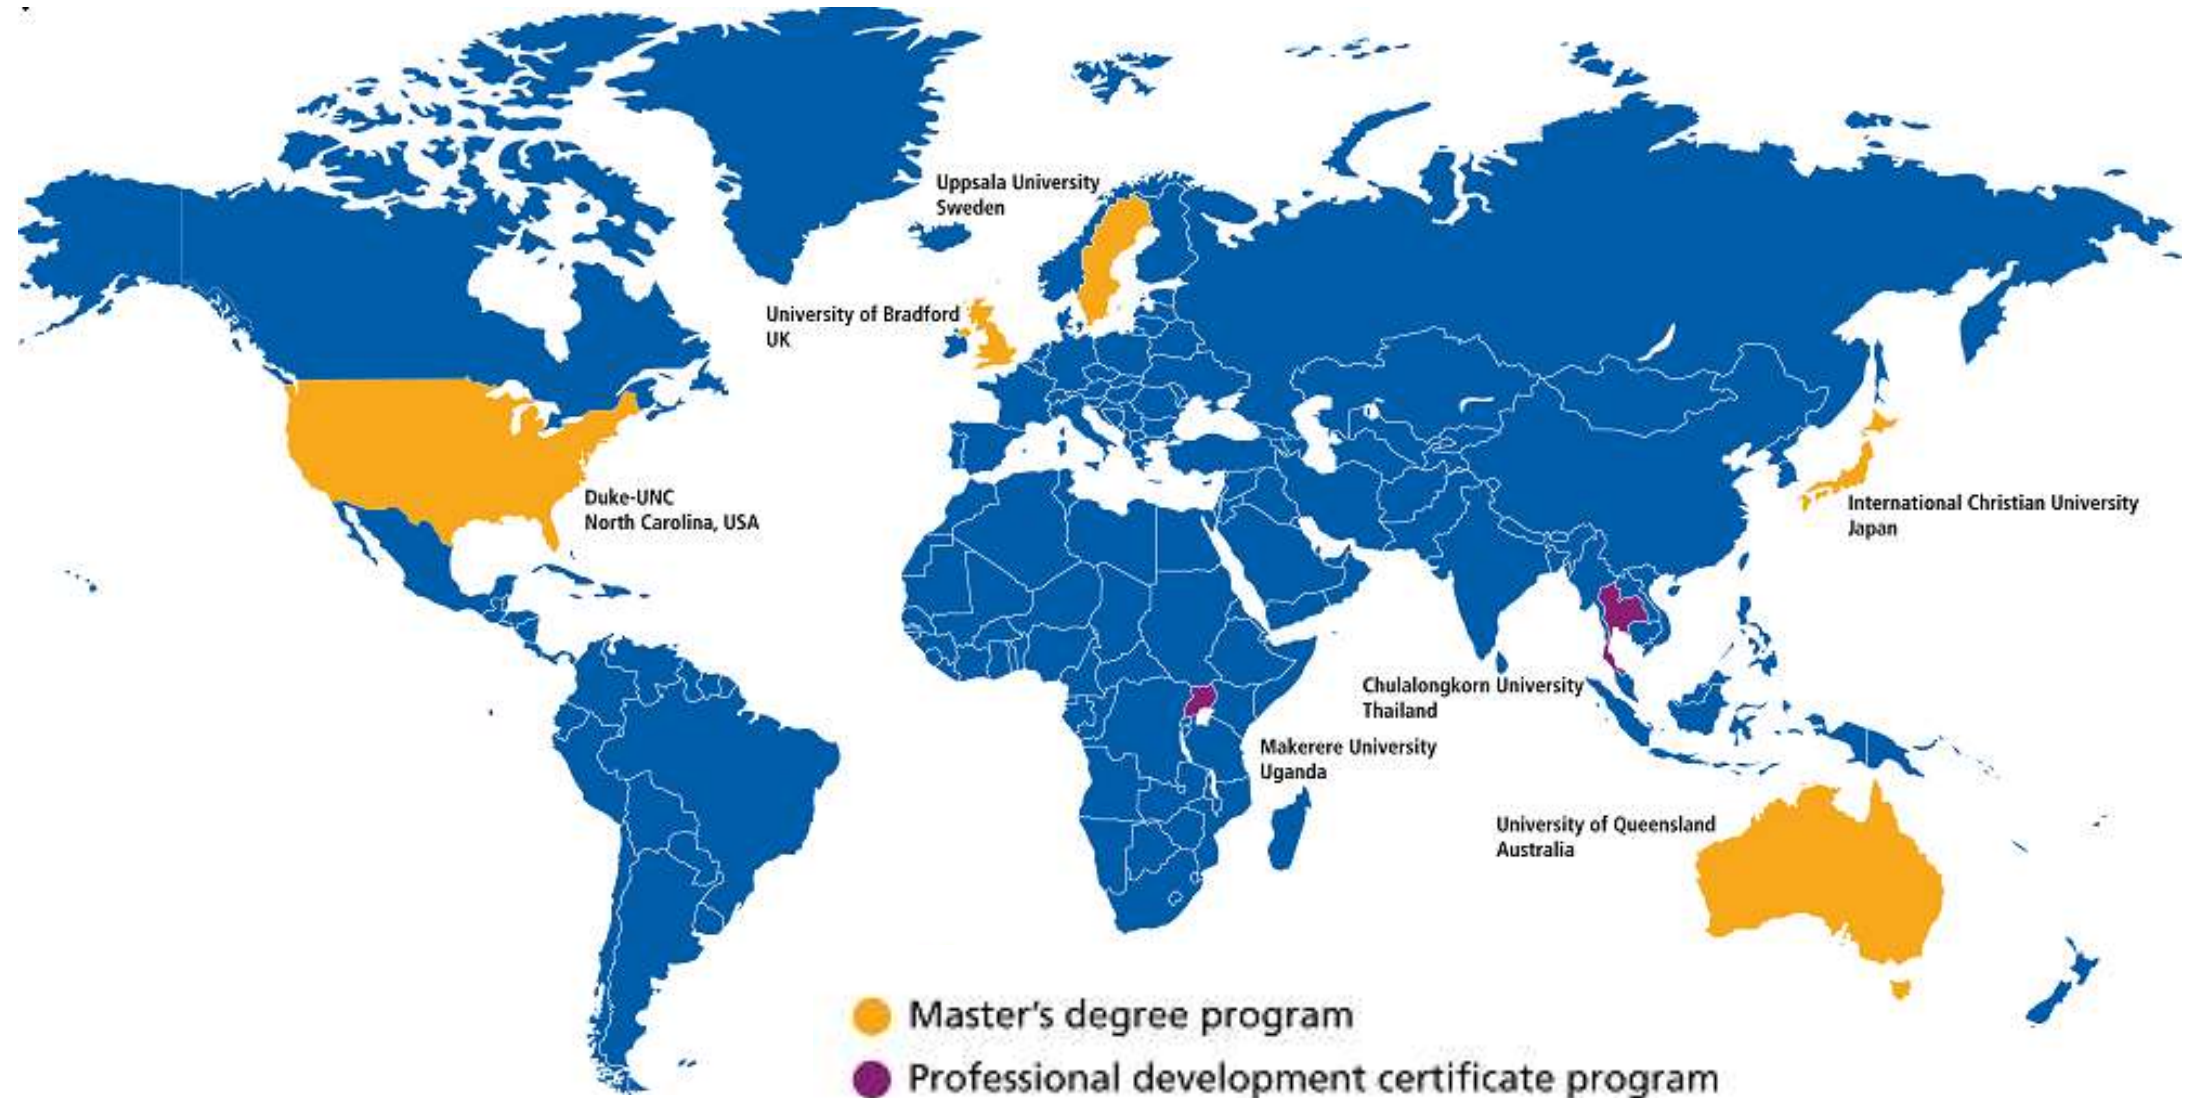 Uppsala University
Sweden
University of Bradford
UK
Duke-UNC
North Carolina, USA
International Christian University
Japan
Chulalongkorn University
Thailand
Makerere University
Uganda
University of Queensland
Australia
Master's degree program
Professional development certificate program